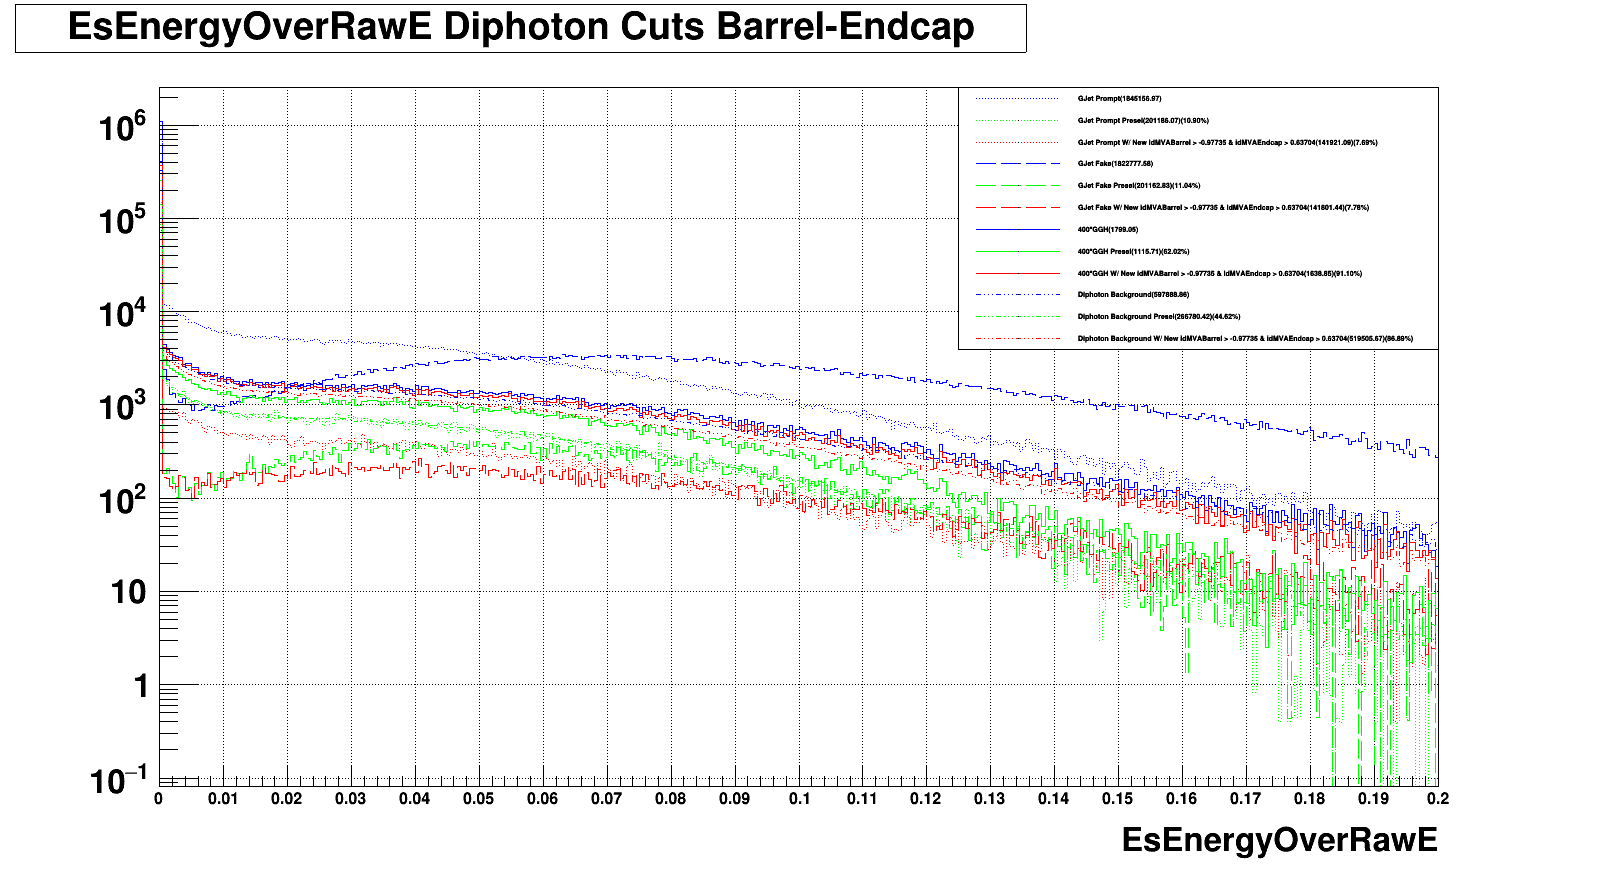 EsEnergyOverRawE Diphoton Cuts Barrel-Endcap
GJet Prompt(1845155.97)
GJet Prompt Presel(201185.07)(10.90%)
GJet Prompt W/ New IdMVABarrel > -0.97735 & IdMVAEndcap > 0.63704(141921.09)(7.69%)
GJet Fake(1822777.58)
GJet Fake Presel(201162.83)(11.04%)
GJet Fake W/ New IdMVABarrel > -0.97735 & IdMVAEndcap > 0.63704(141801.44)(7.78%)
400*GGH(1799.05)
400*GGH Presel(1115.71)(62.02%)
400*GGH W/ New IdMVABarrel > -0.97735 & IdMVAEndcap > 0.63704(1638.85)(91.10%)
Diphoton Background(597888.86)
Diphoton Background Presel(266780.42)(44.62%)
Diphoton Background W/ New IdMVABarrel > -0.97735 & IdMVAEndcap > 0.63704(519505.57)(86.89%)
10^6
10^5
10^4
10^3
10^2
10
1
10^−1
0 0.01 0.02 0.03 0.04 0.05 0.06 0.07 0.08 0.09 0.1 0.11 0.12 0.13 0.14 0.15 0.16 0.17 0.18 0.19 0.2
EsEnergyOverRawE